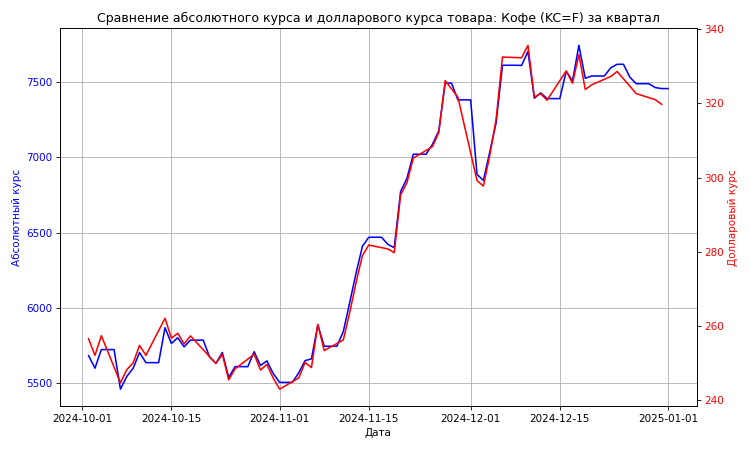 Сравнение абсолютного курса и долларового курса товара: Кофе (KC=F) за квартал
Абсолютный курс
7500
7000
6500
6000
5500
340
320
300
280
260
240
Долларовый курс
2024-10-01 2024-10-15 2024-11-01 2024-11-15 2024-12-01 2024-12-15 2025-01-01
Дата